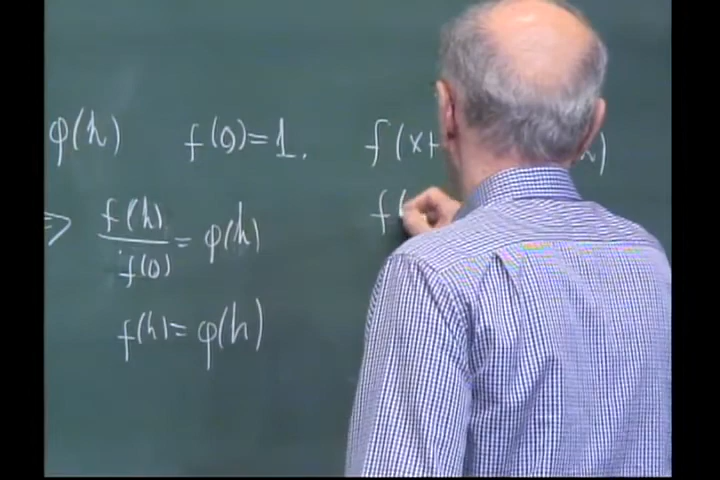 φ(h) f(0)=1. f(x+ h)
⇒ f(h)/f(0) = φ(h) f(
f(h)= φ(h)